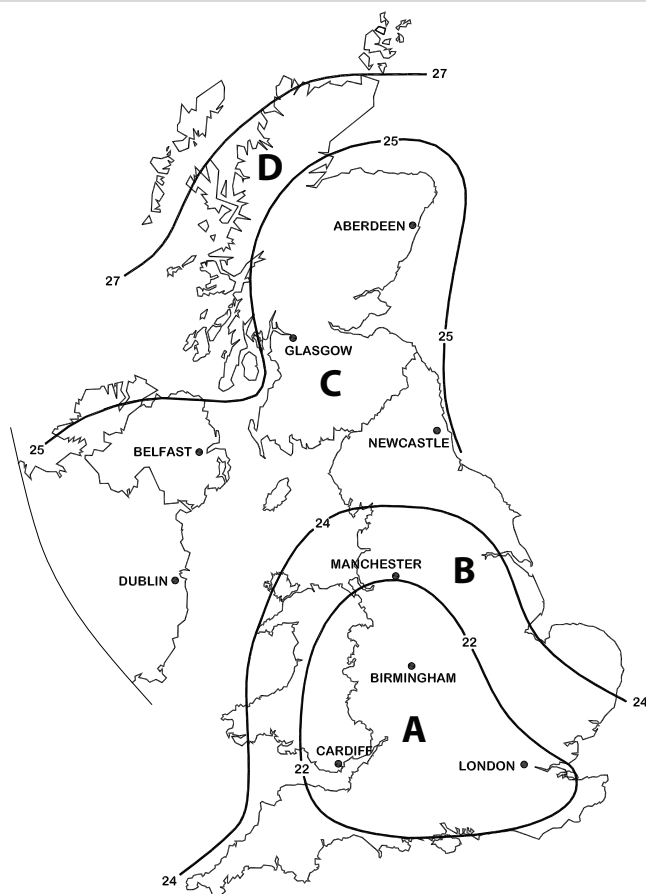 27
25
D
ABERDEEN
27
25
GLASGOW
C
NEWCASTLE
25
BELFAST
24
MANCHESTER
B
DUBLIN
22
BIRMINGHAM
24
A
CARDIFF
22
LONDON
24